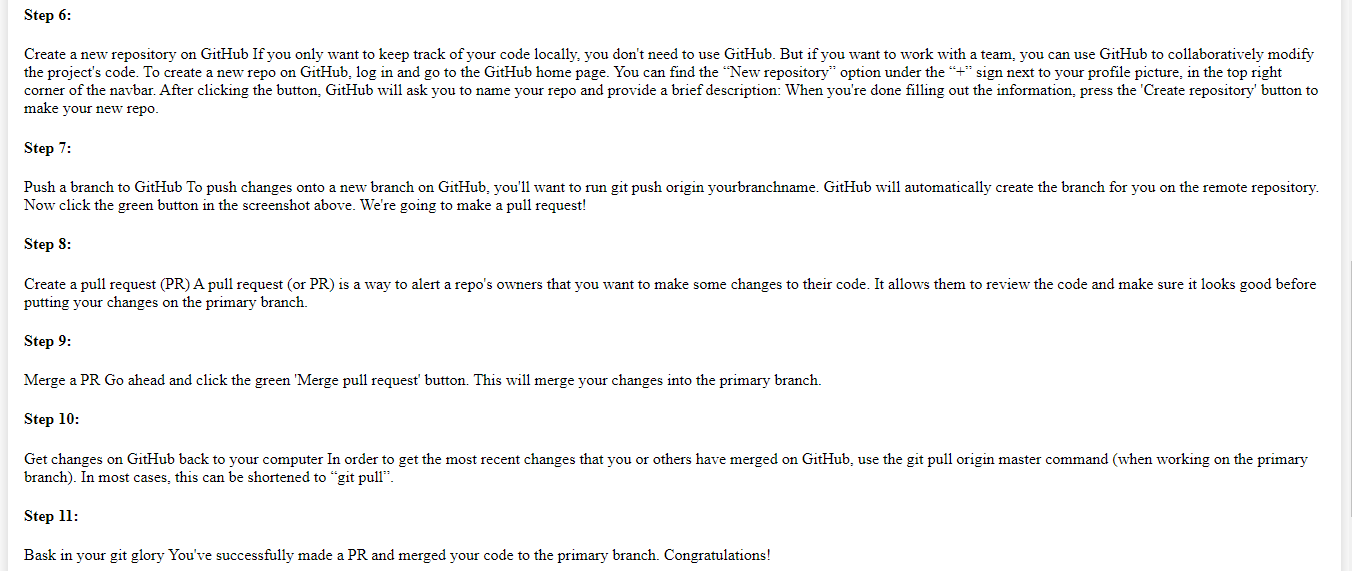 Step 6:
Create a new repository on GitHub If you only want to keep track of your code locally, you don't need to use GitHub. But if you want to work with a team, you can use GitHub to collaboratively modify
the project's code. To create a new repo on GitHub, log in and go to the GitHub home page. You can find the “New repository” option under the “+” sign next to your profile picture, in the top right
corner of the navbar. After clicking the button, GitHub will ask you to name your repo and provide a brief description: When you're done filling out the information, press the 'Create repository' button to
make your new repo.
Step 7:
Push a branch to GitHub To push changes onto a new branch on GitHub, you'll want to run git push origin yourbranchname. GitHub will automatically create the branch for you on the remote repository.
Now click the green button in the screenshot above. We're going to make a pull request!
Step 8:
Create a pull request (PR) A pull request (or PR) is a way to alert a repo's owners that you want to make some changes to their code. It allows them to review the code and make sure it looks good before
putting your changes on the primary branch.
Step 9:
Merge a PR Go ahead and click the green 'Merge pull request' button. This will merge your changes into the primary branch.
Step 10:
Get changes on GitHub back to your computer In order to get the most recent changes that you or others have merged on GitHub, use the git pull origin master command (when working on the primary
branch). In most cases, this can be shortened to “git pull”.
Step 11:
Bask in your git glory You've successfully made a PR and merged your code to the primary branch. Congratulations!